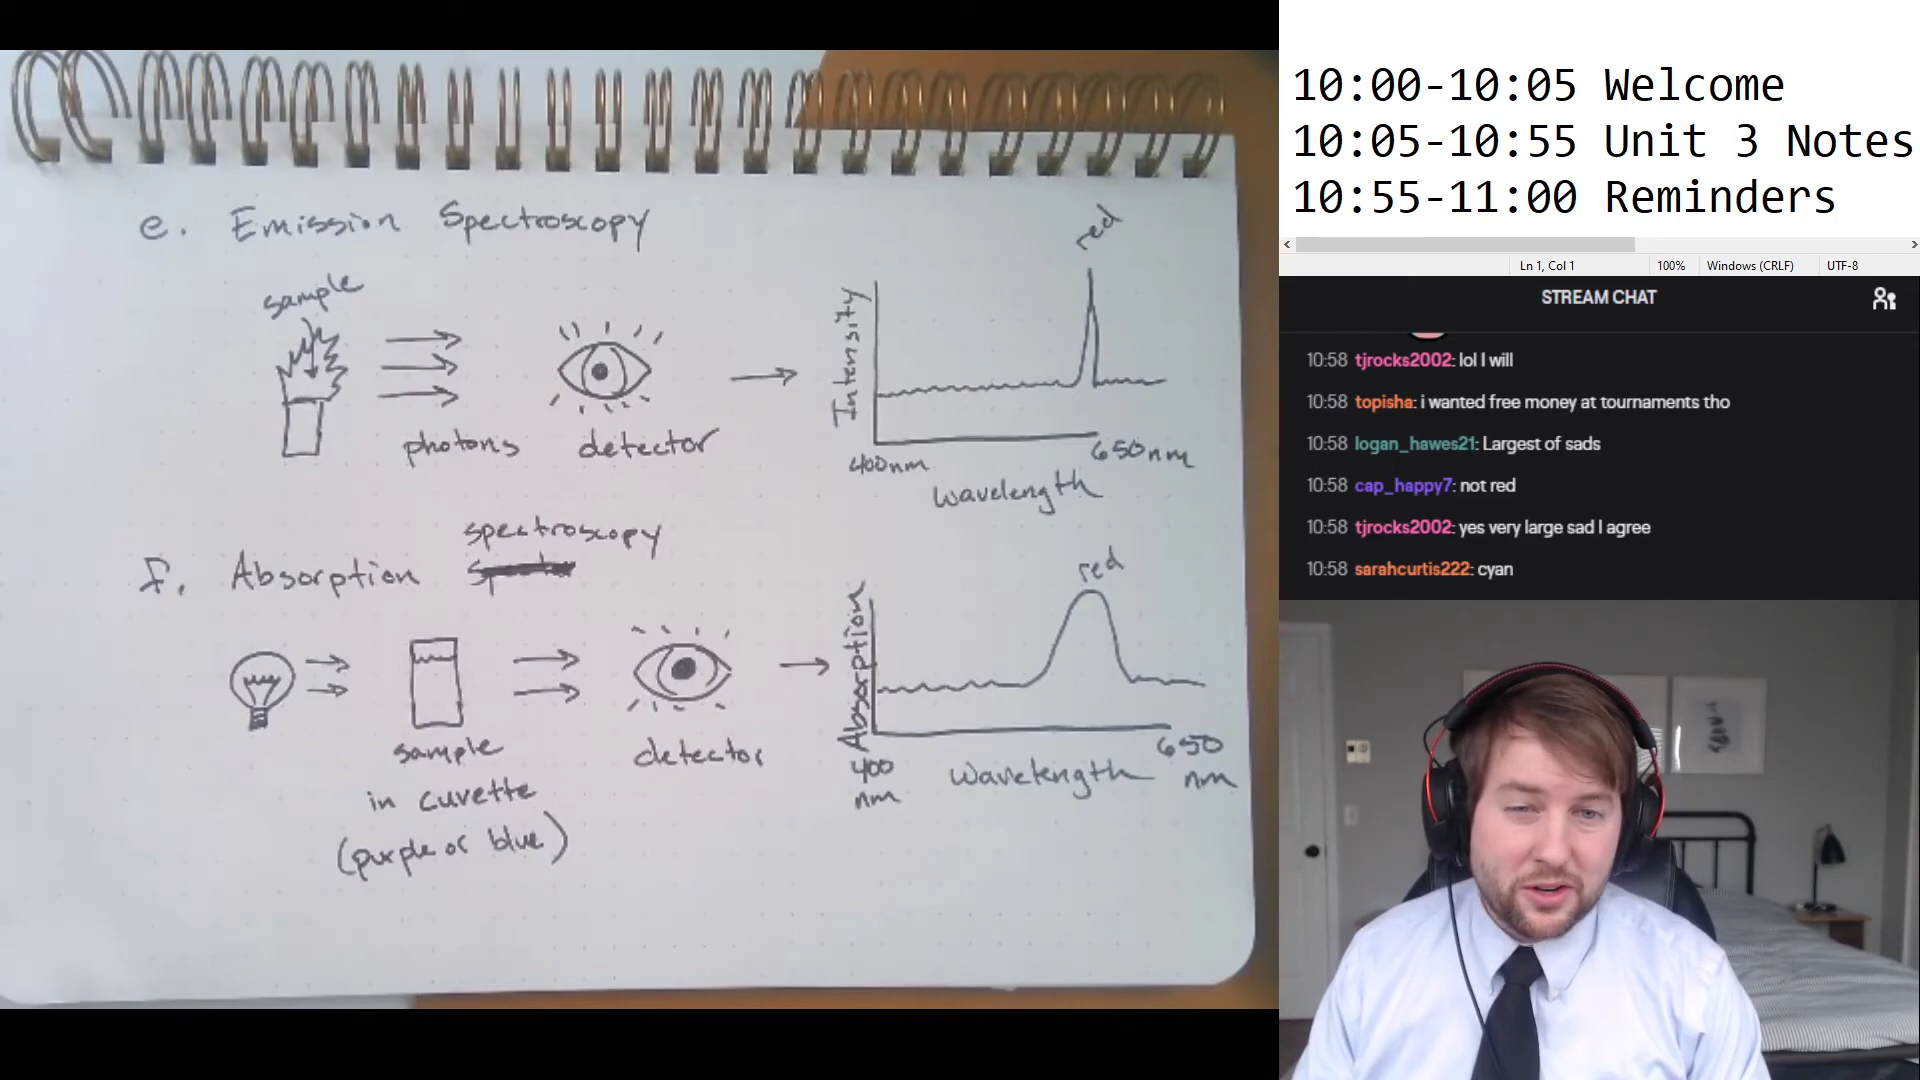 e. Emission Spectroscopy
sample
photons
detector
Intensity
red
400nm
650nm
Wavelength
f. Absorption spectroscopy
sample
in cuvette
(purple or blue)
detector
Absorption
red
400
nm
Wavelength
650
nm
10:00-10:05 Welcome
10:05-10:55 Unit 3 Notes
10:55-11:00 Reminders
Ln 1, Col 1
100%
Windows (CRLF)
UTF-8
STREAM CHAT
10:58 tjrocks2002: lol I will
10:58 topisha: i wanted free money at tournaments tho
10:58 logan_hawes21: Largest of sads
10:58 cap_happy7: not red
10:58 tjrocks2002: yes very large sad I agree
10:58 sarahcurtis222: cyan